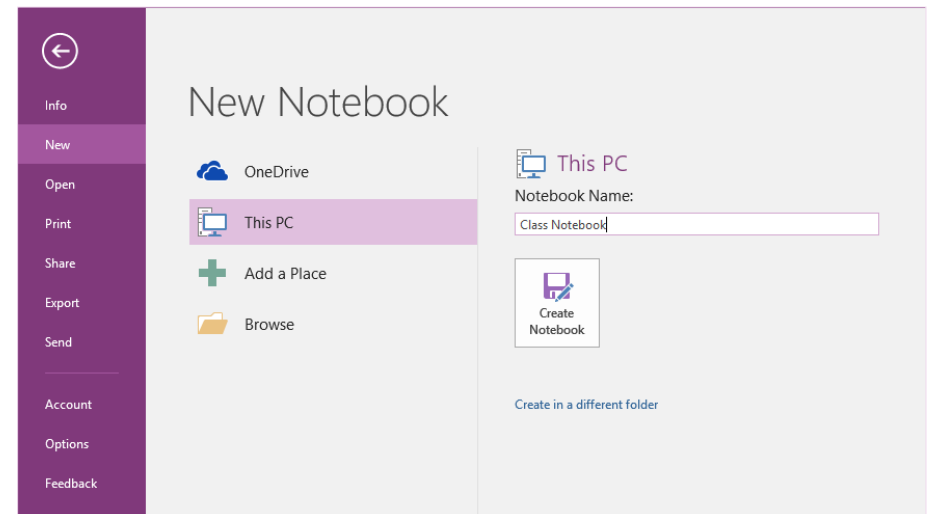 Info
New
Open
Print
Share
Export
Send
Account
Options
Feedback
New Notebook
OneDrive
This PC
Add a Place
Browse
This PC
Notebook Name:
Class Notebook
Create
Notebook
Create in a different folder